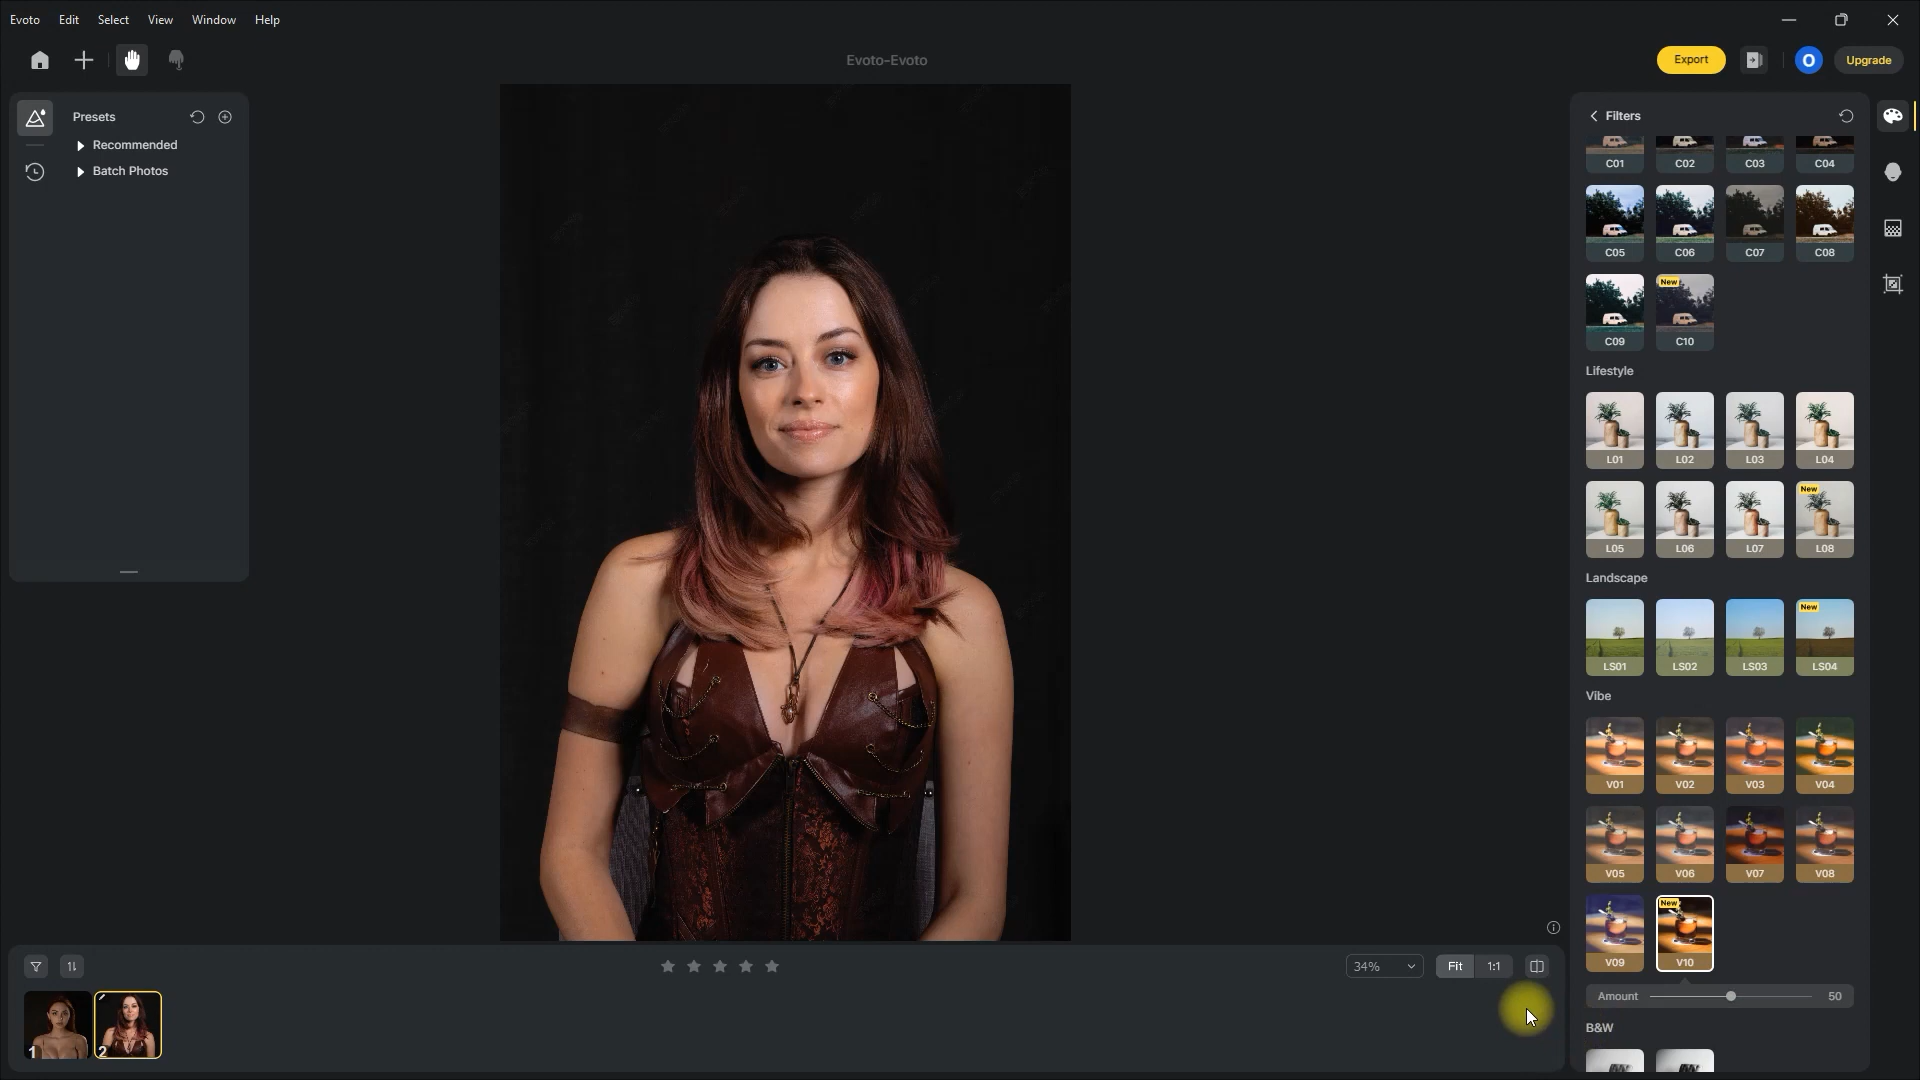 Evoto Edit Select View Window Help
Evoto-Evoto
Export
O
Upgrade
Presets
Recommended
Batch Photos
Filters
C01 C02 C03 C04
C05 C06 C07 C08
New
C09 C10
Lifestyle
L01 L02 L03 L04
New
L05 L06 L07 L08
Landscape
New
LS01 LS02 LS03 LS04
Vibe
V01 V02 V03 V04
V05 V06 V07 V08
New
V09 V10
Amount 50
B&W
34%
Fit
1:1
1
2